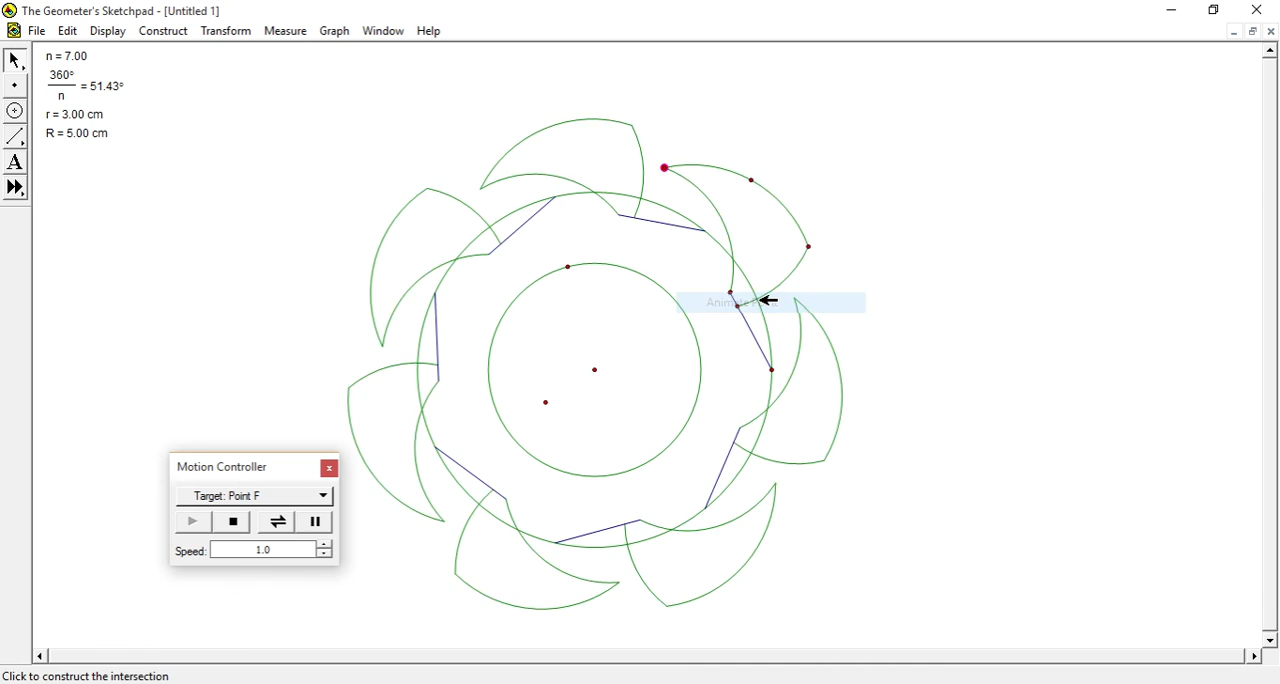 The Geometer's Sketchpad - [Untitled 1]
File Edit Display Construct Transform Measure Graph Window Help
n = 7.00
360°
n
= 51.43°
r = 3.00 cm
R = 5.00 cm
A
Motion Controller
x
Target: Point F
Speed: 1.0
Click to construct the intersection